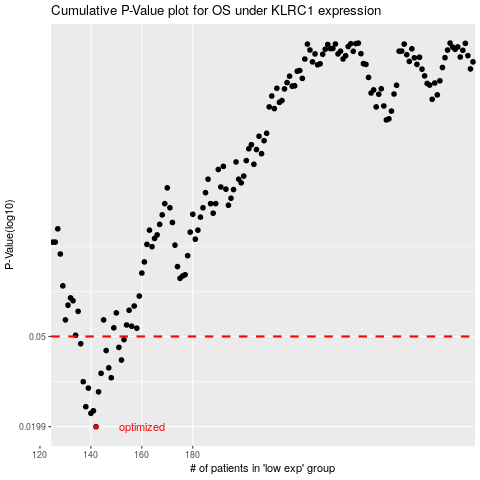 Cumulative P-Value plot for OS under KLRC1 expression
P-Value(log10)
0.05
0.0199
optimized
120 140 160 180
# of patients in 'low exp' group